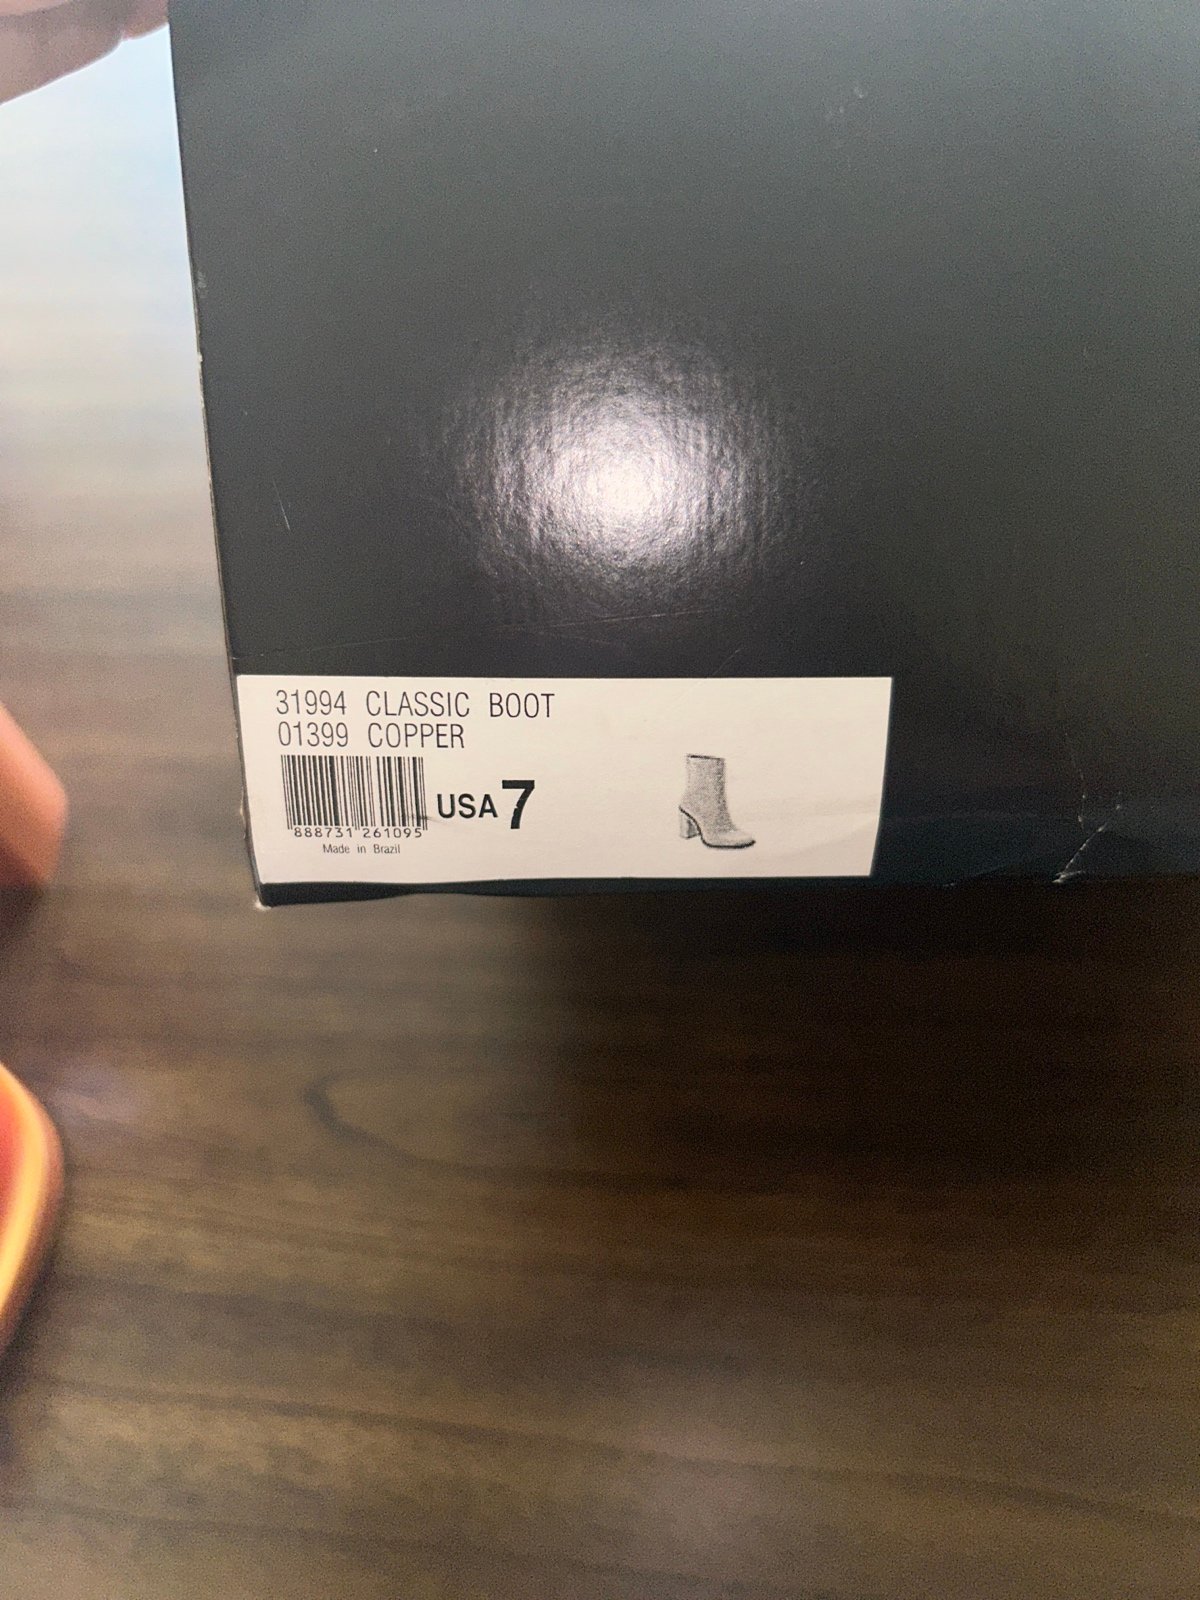 31994 CLASSIC BOOT
01399 COPPER
USA 7
888731 261095
Made in Brazil